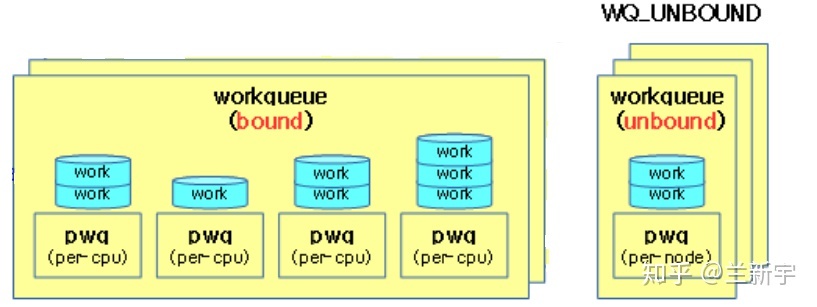 WQ_UNBOUND
workqueue
(bound)
work
work
work
work
work
work
work
work
pwq
(per-cpu)
pwq
(per-cpu)
pwq
(per-cpu)
pwq
(per-cpu)
workqueue
(unbound)
work
work
pwq
(per-node)
知乎 @兰新宇